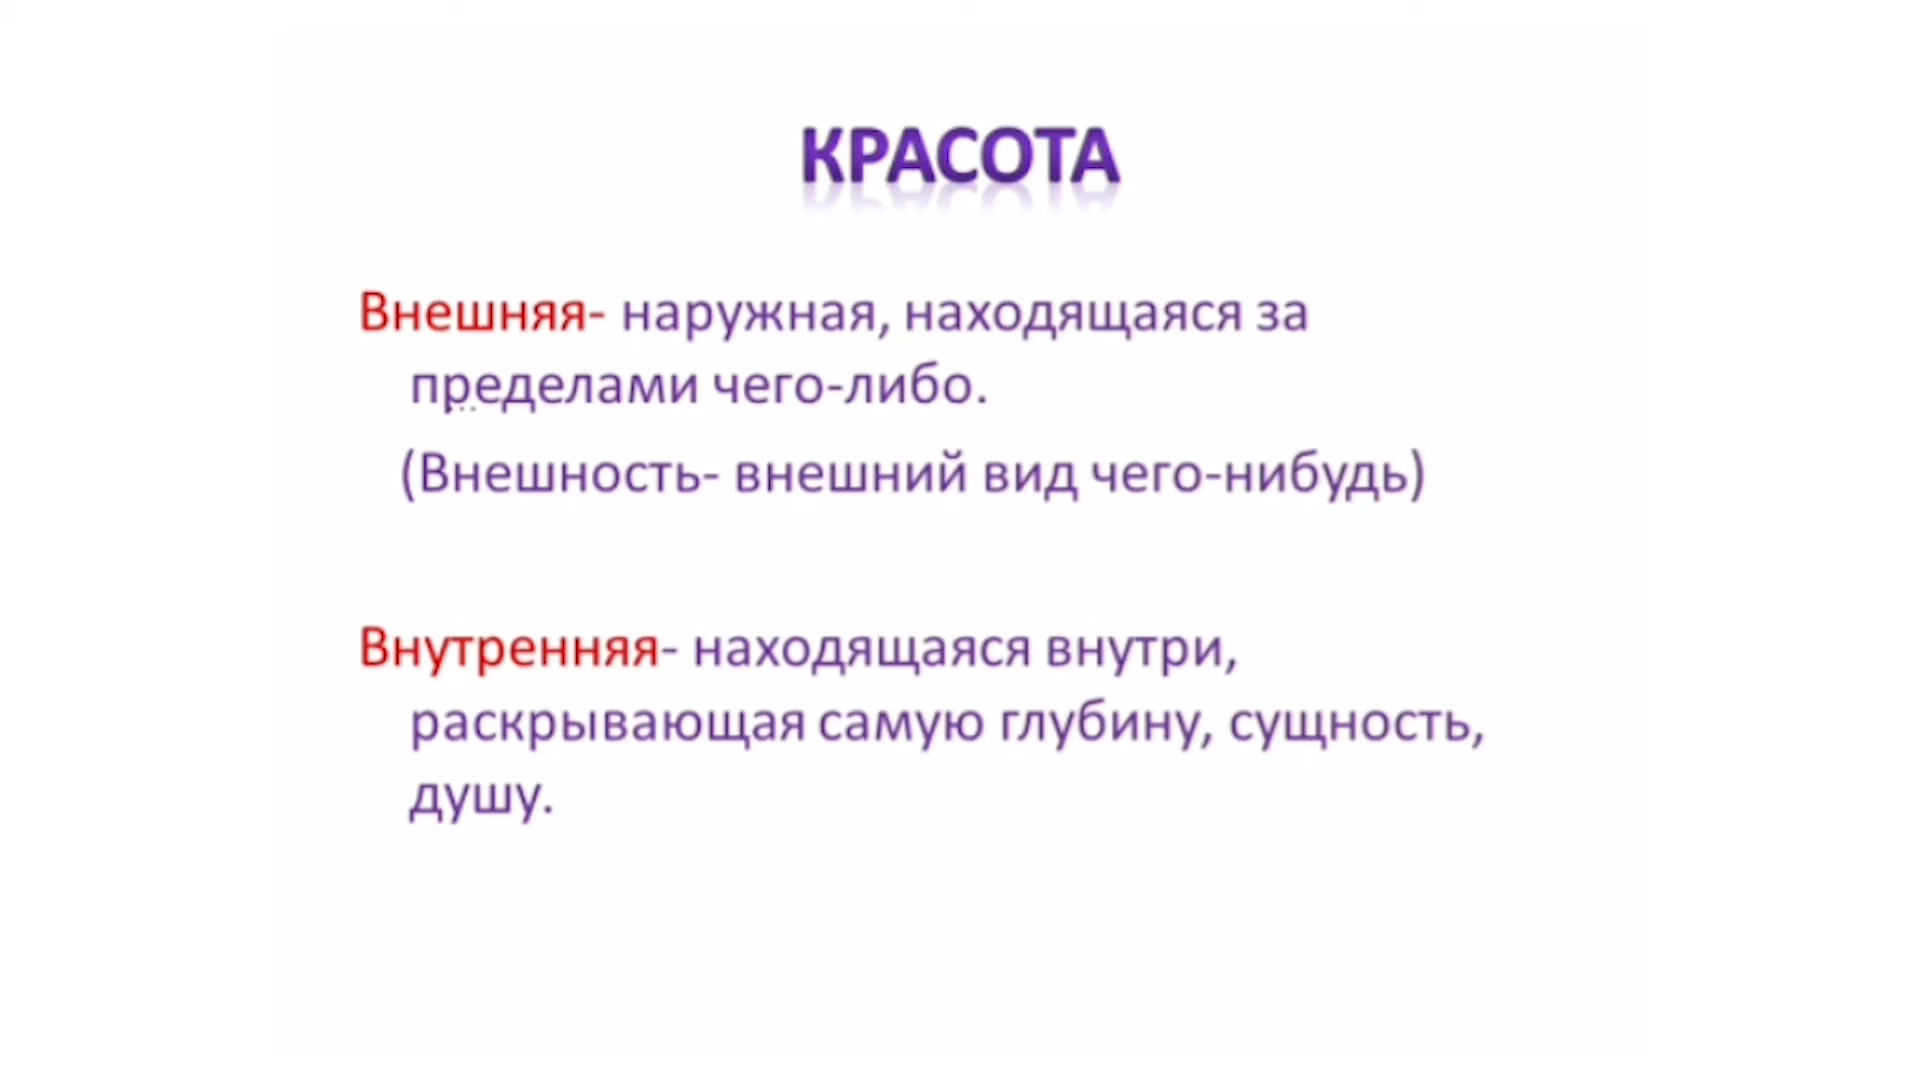 КРАСОТА
Внешняя- наружная, находящаяся за
пределами чего-либо.
(Внешность- внешний вид чего-нибудь)
Внутренняя- находящаяся внутри,
раскрывающая самую глубину, сущность,
душу.